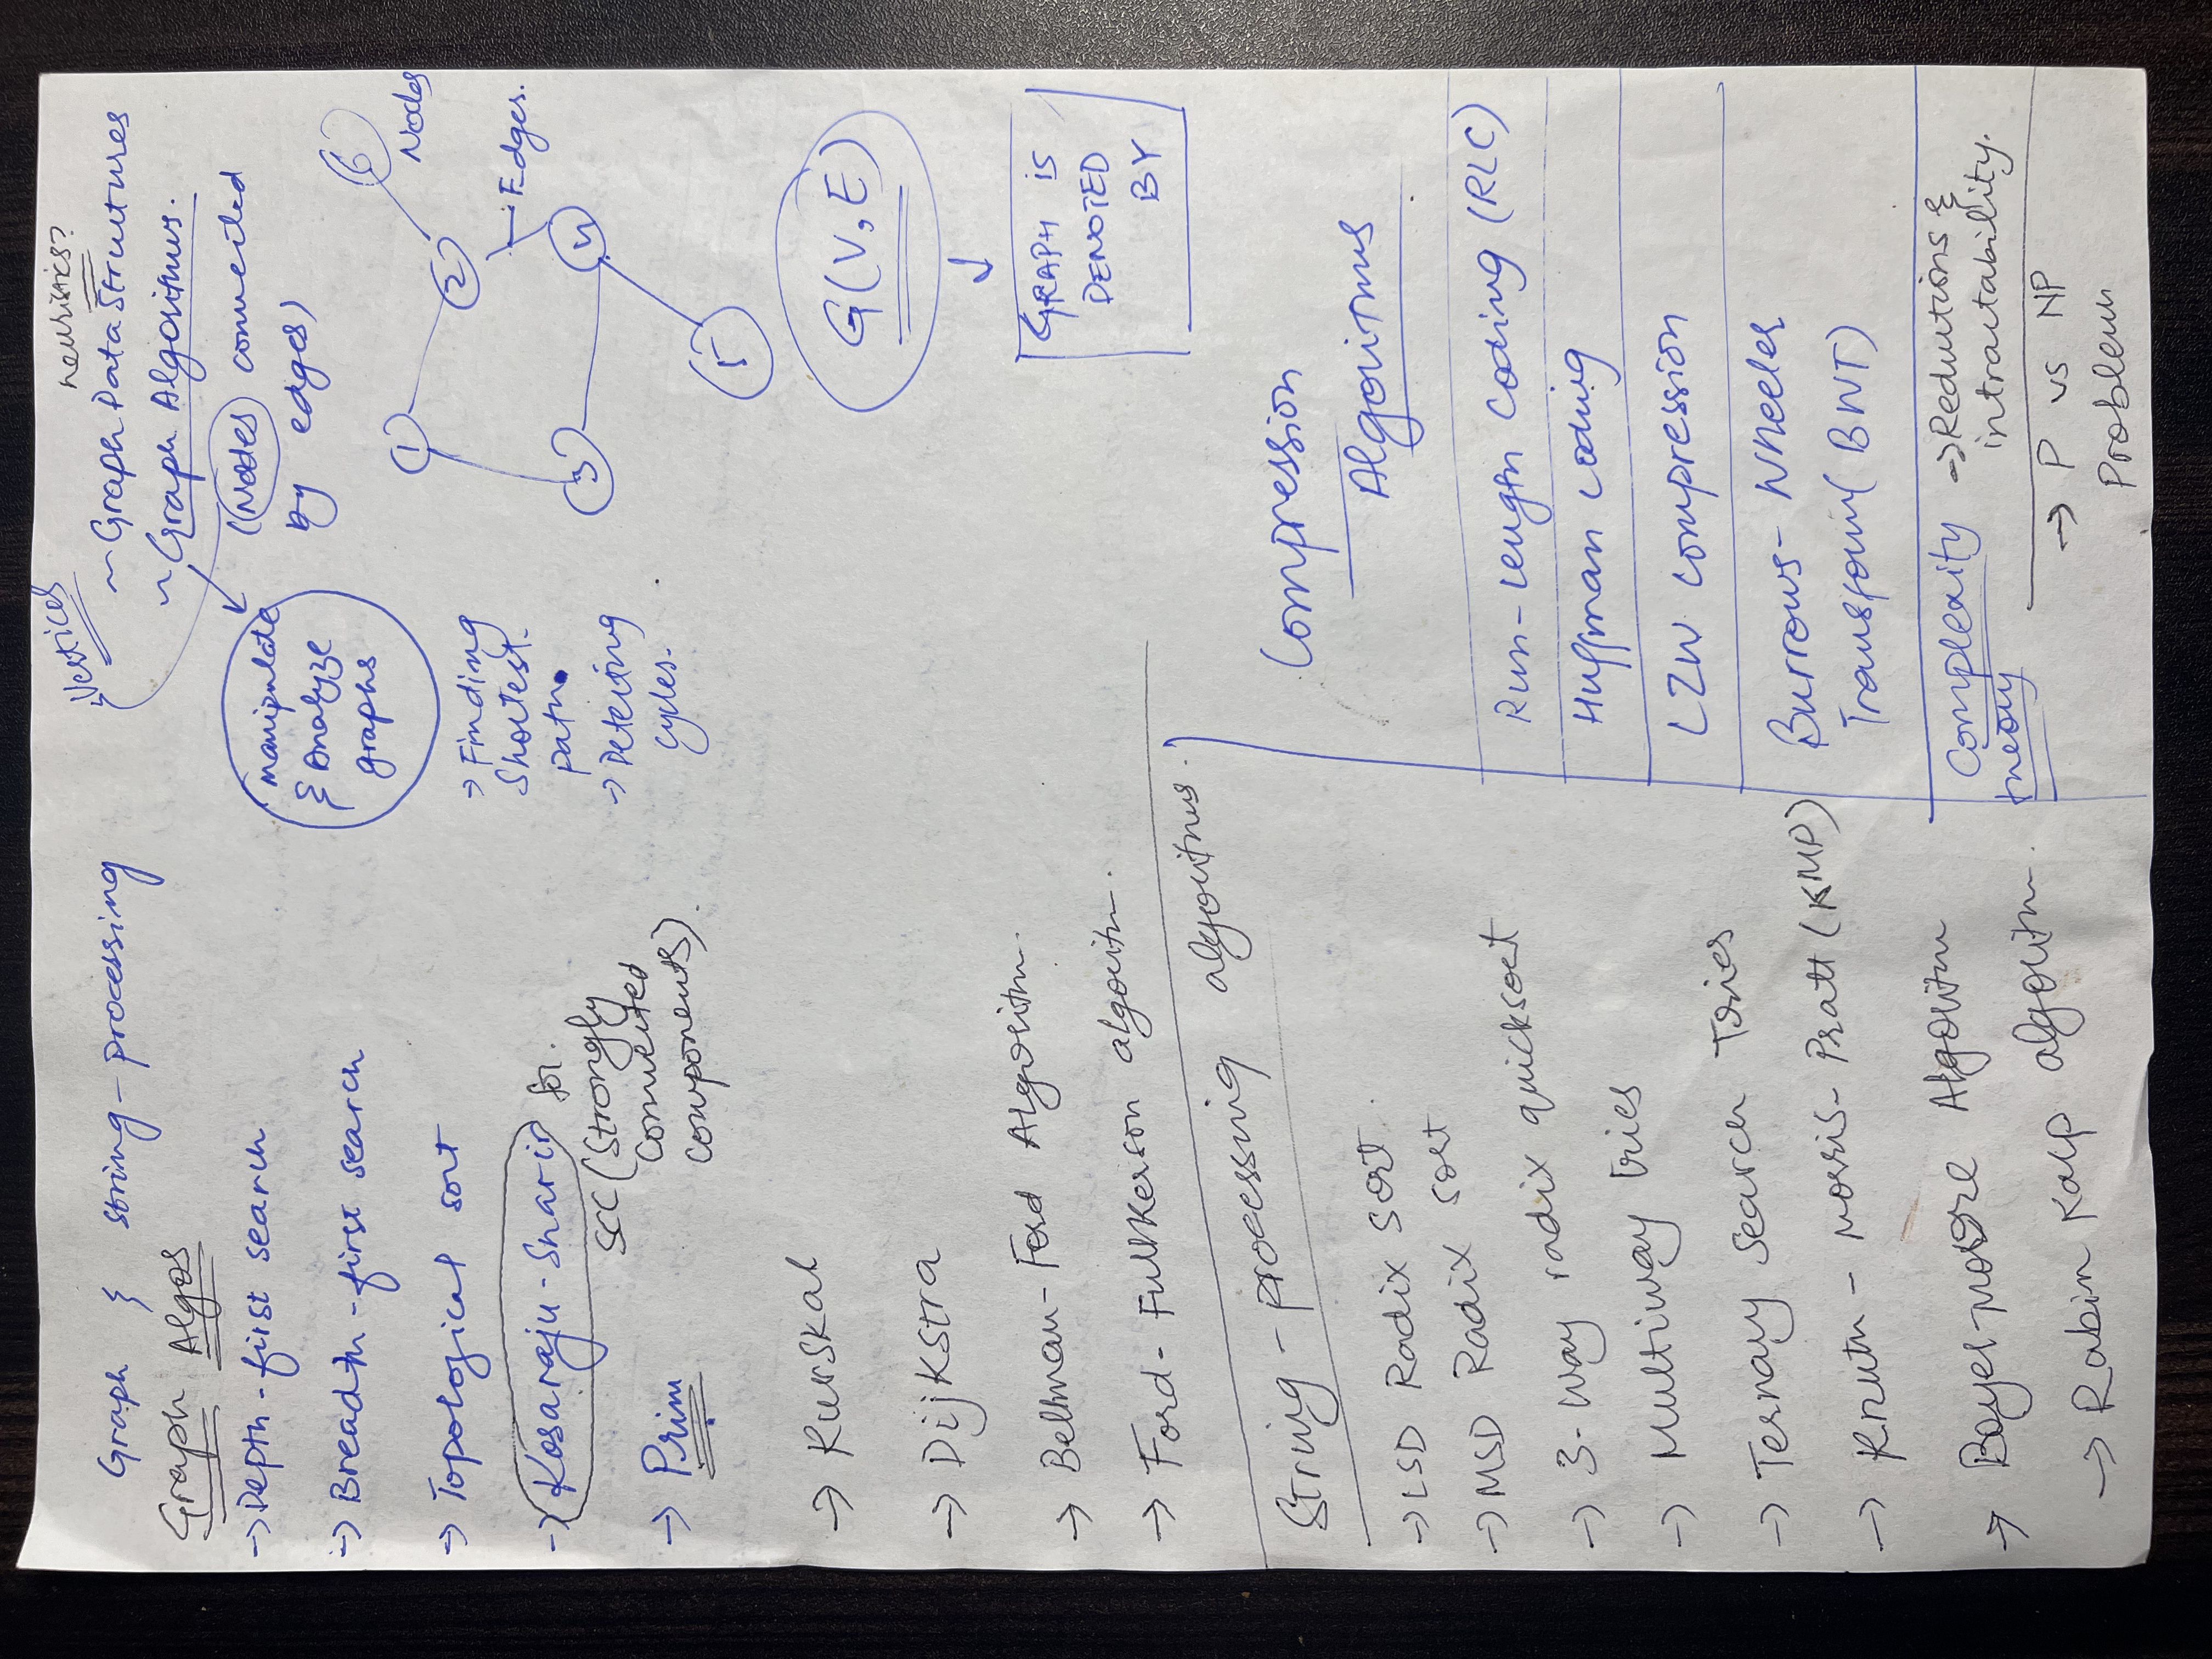 Graph & string-processing
Graph Algos
→ Depth-first search
→ Breadth-first search
→ Topological sort
→ Kosaraju-Sharir for
SCC (Strongly
Connected
Components).
→ Prim
→ Kruskal
→ Dijkstra
→ Bellman-Ford Algorithm.
→ Ford-Fulkerson algorithm.
String-processing algorithms.
→ LSD Radix sort.
→ MSD Radix sort
→ 3-way radix quicksort
→ Multiway tries
→ Ternary Search Tries
→ Knuth-Morris-Pratt (KMP)
→ Boyer-Moore Algorithm
→ Rabin Karp algorithm.
heuristics?
Vertices
~ Graph Data Structures
~ Graph Algorithms.
(Nodes connected
by edges)
manipulate
& analyze
graphs
→ Finding
Shortest
path.
→ Detecting
cycles.
6
Nodes
2
Edges.
1
4
3
5
G(V,E)
↓
GRAPH IS
DENOTED
BY
Compression
Algorithms
Run-Length Coding (RLC)
Huffman Coding
LZW Compression
Burrows-Wheeler
Transform (BWT)
Complexity
theory
→ Reductions &
intractability.
→ P vs NP
Problem